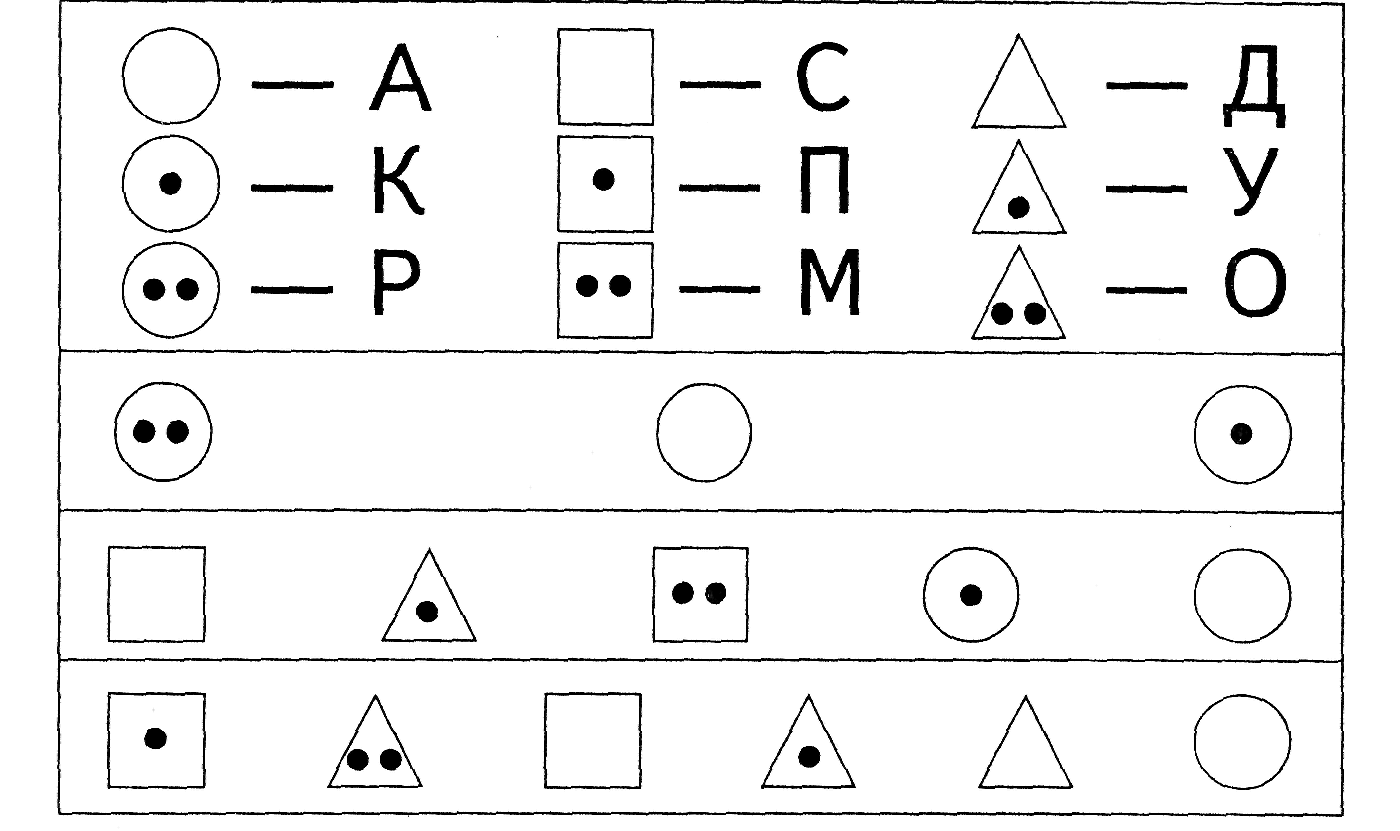 — А — С — Д
— К — П — У
— Р — М — О